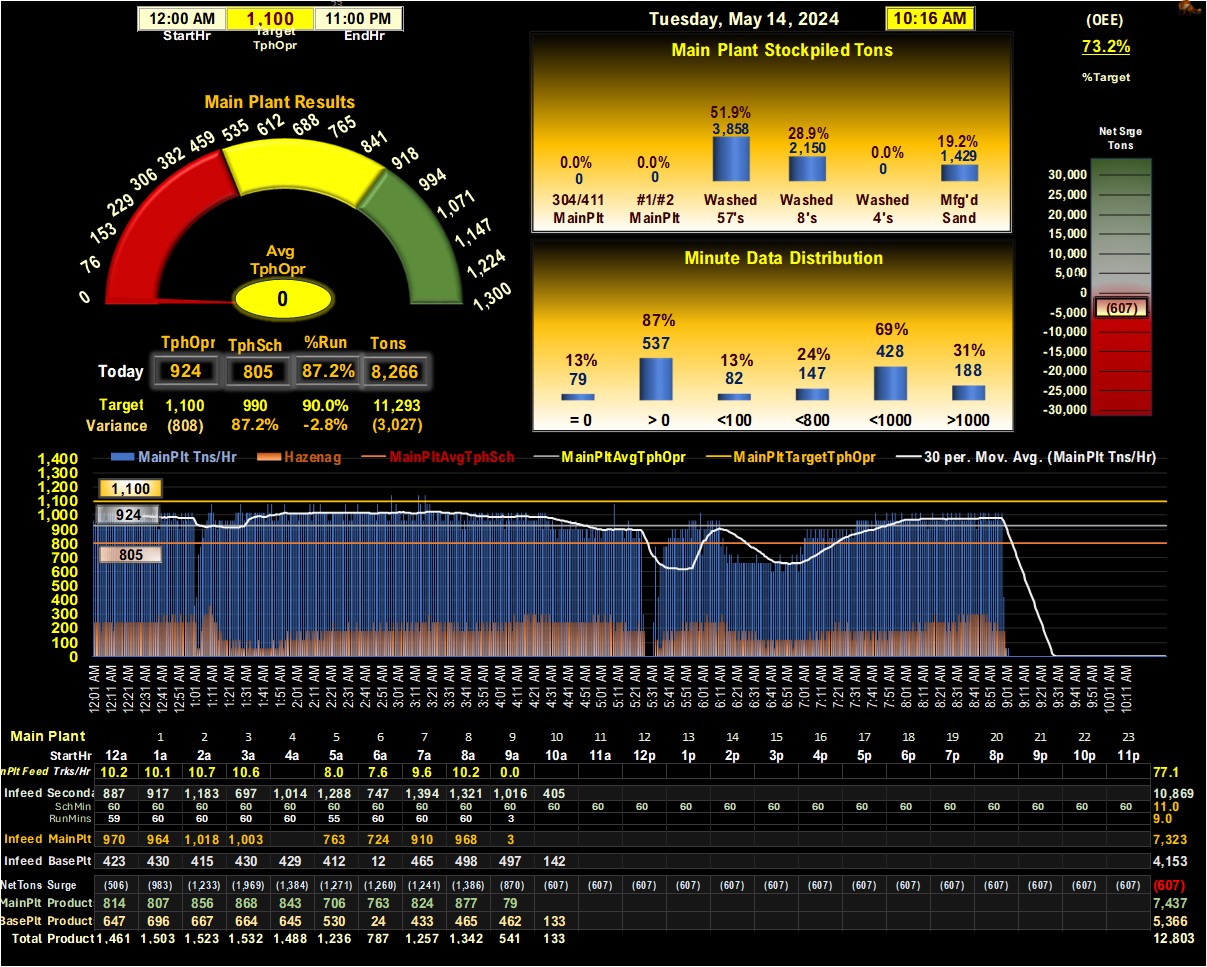 12:00 AM 1,100 11:00 PM
StartHr Target TphOpr EndHr
Tuesday, May 14, 2024 10:16 AM
(OEE)
73.2%
%Target
Main Plant Stockpiled Tons
51.9%
3,858
28.9%
2,150
19.2%
1,429
0.0% 0.0% 0.0%
0 0 0
304/411 #1/#2 Washed Washed Washed Mfg'd
MainPlt MainPlt 57's 8's 4's Sand
Main Plant Results
0 76 153 229 306 382 459 535 612 688 765 841 918 994 1,071 1,147 1,224 1,300
Avg
TphOpr
0
Net Srge
Tons
30,000
25,000
20,000
15,000
10,000
5,000
0
(607)
-5,000
-10,000
-15,000
-20,000
-25,000
-30,000
Minute Data Distribution
13% 87% 13% 24% 69% 31%
79 537 82 147 428 188
= 0 > 0 <100 <800 <1000 >1000
TphOpr TphSch %Run Tons
Today 924 805 87.2% 8,266
Target 1,100 990 90.0% 11,293
Variance (808) 87.2% -2.8% (3,027)
MainPlt Tns/Hr Hazenag MainPltAvgTphSch MainPltAvgTphOpr MainPltTargetTphOpr 30 per. Mov. Avg. (MainPlt Tns/Hr)
1,400
1,300
1,200
1,100
1,000
900
800
700
600
500
400
300
200
100
0
1,100
924
805
12:01 AM 12:11 AM 12:21 AM 12:31 AM 12:41 AM 12:51 AM 1:01 AM 1:11 AM 1:21 AM 1:31 AM 1:41 AM 1:51 AM 2:01 AM 2:11 AM 2:21 AM 2:31 AM 2:41 AM 2:51 AM 3:01 AM 3:11 AM 3:21 AM 3:31 AM 3:41 AM 3:51 AM 4:01 AM 4:11 AM 4:21 AM 4:31 AM 4:41 AM 4:51 AM 5:01 AM 5:11 AM 5:21 AM 5:31 AM 5:41 AM 5:51 AM 6:01 AM 6:11 AM 6:21 AM 6:31 AM 6:41 AM 6:51 AM 7:01 AM 7:11 AM 7:21 AM 7:31 AM 7:41 AM 7:51 AM 8:01 AM 8:11 AM 8:21 AM 8:31 AM 8:41 AM 8:51 AM 9:01 AM 9:11 AM 9:21 AM 9:31 AM 9:41 AM 9:51 AM 10:01 AM 10:11 AM
Main Plant 1 2 3 4 5 6 7 8 9 10 11 12 13 14 15 16 17 18 19 20 21 22 23
StartHr 12a 1a 2a 3a 4a 5a 6a 7a 8a 9a 10a 11a 12p 1p 2p 3p 4p 5p 6p 7p 8p 9p 10p 11p
nPlt Feed Trks/Hr 10.2 10.1 10.7 10.6 8.0 7.6 9.6 10.2 0.0 77.1
Infeed Seconda 887 917 1,183 697 1,014 1,288 747 1,394 1,321 1,016 405 10,869
SchMin 60 60 60 60 60 60 60 60 60 60 60 60 60 60 60 60 60 60 60 60 60 60 60 60 11.0
RunMins 59 60 60 60 60 55 60 60 60 3 9.0
Infeed MainPlt 970 964 1,018 1,003 763 724 910 968 3 7,323
Infeed BasePlt 423 430 415 430 429 412 12 465 498 497 142 4,153
NetTons Surge (506) (983) (1,233) (1,969) (1,384) (1,271) (1,260) (1,241) (1,386) (870) (607) (607) (607) (607) (607) (607) (607) (607) (607) (607) (607) (607) (607) (607) (607)
MainPlt Product 814 807 856 868 843 706 763 824 877 79 7,437
BasePlt Product 647 696 667 664 645 530 24 433 465 462 133 5,366
Total Product 1,461 1,503 1,523 1,532 1,488 1,236 787 1,257 1,342 541 133 12,803